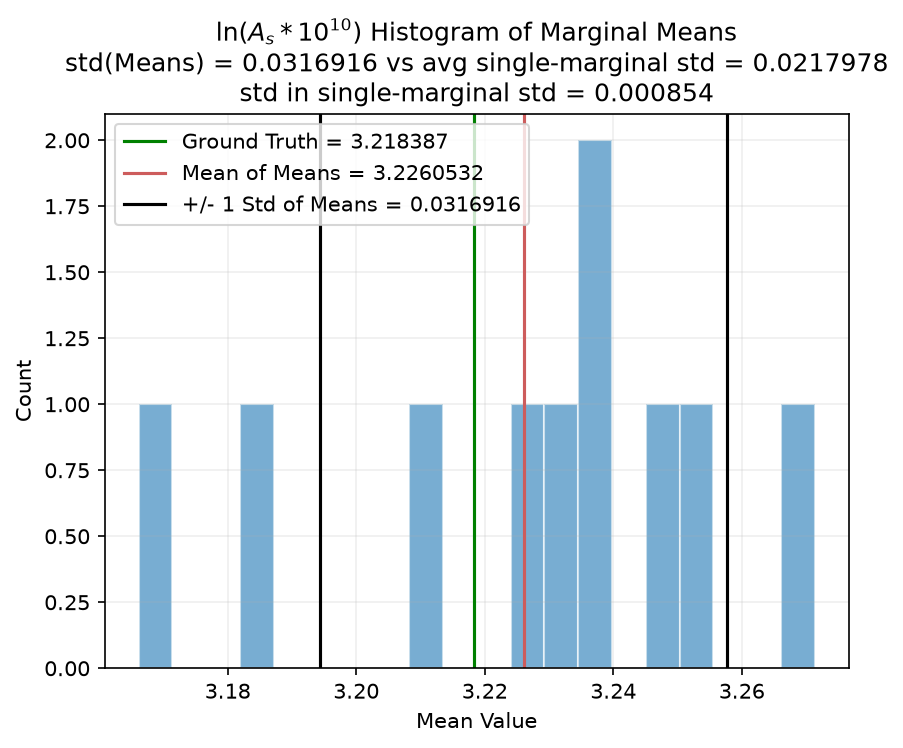 ln(A_s * 10^10) Histogram of Marginal Means
std(Means) = 0.0316916 vs avg single-marginal std = 0.0217978
std in single-marginal std = 0.000854
Ground Truth = 3.218387
Mean of Means = 3.2260532
+/- 1 Std of Means = 0.0316916
2.00
1.75
1.50
1.25
1.00
0.75
0.50
0.25
0.00
Count
3.18 3.20 3.22 3.24 3.26
Mean Value